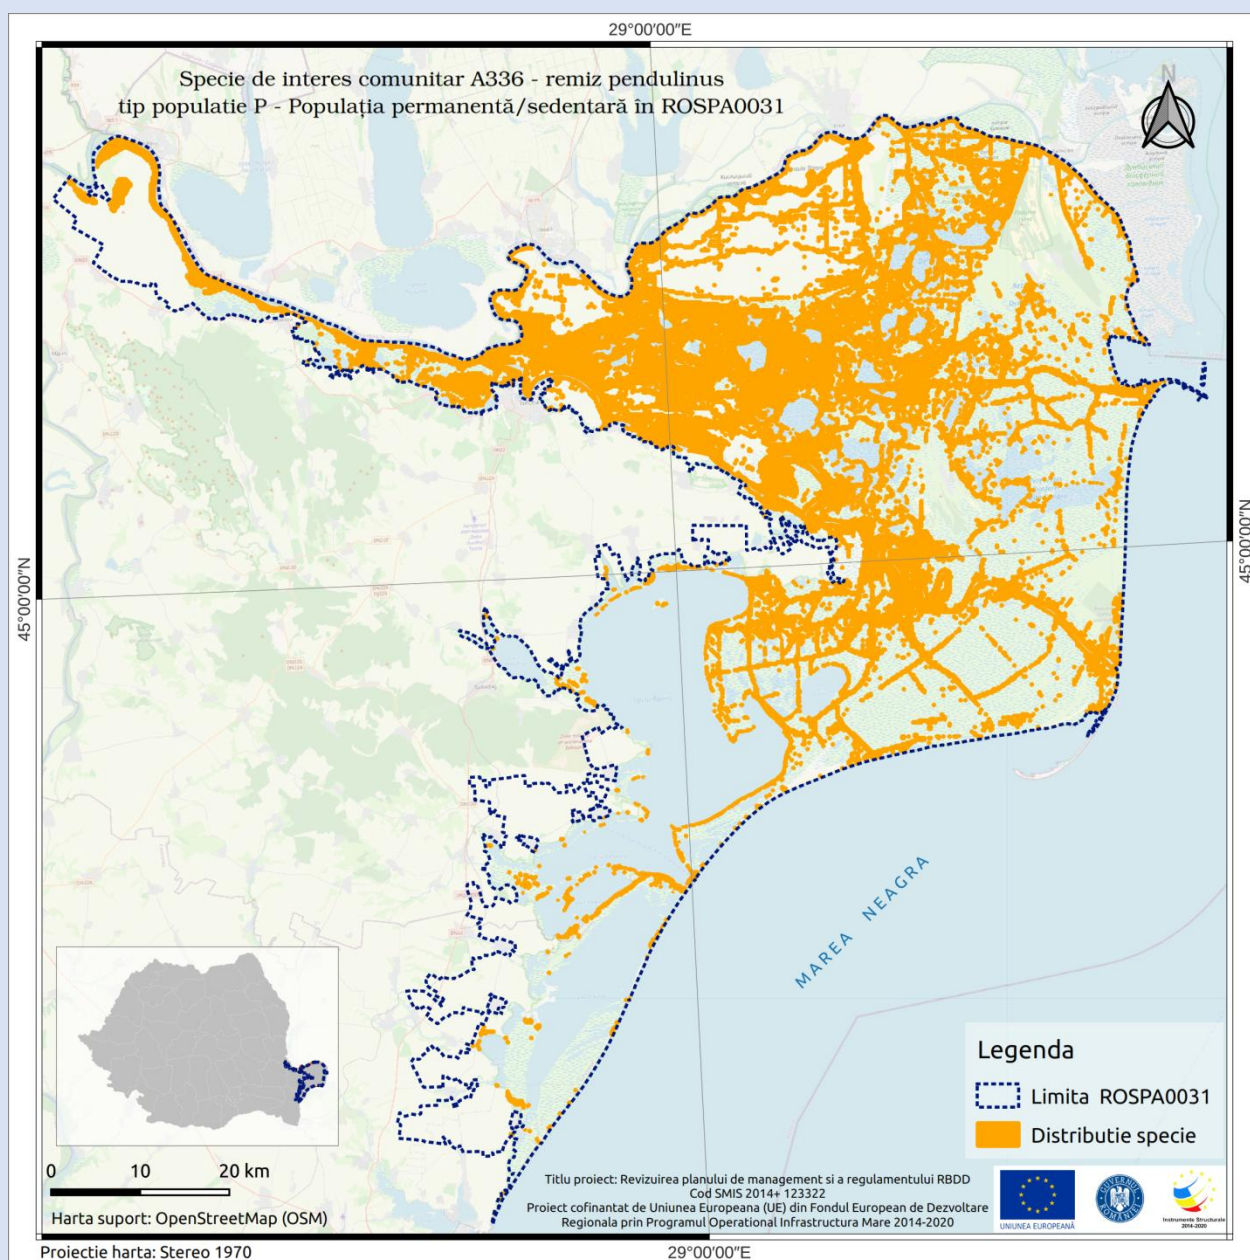 29°00′00″E
Specie de interes comunitar A336 - remiz pendulinus
tip populatie P - Populația permanentă/sedentară în ROSPA0031
N
45°00′00″N
45°00′00″N
MAREA NEAGRA
Legenda
Limita ROSPA0031
Distributie specie
0 10 20 km
Harta suport: OpenStreetMap (OSM)
Titlu proiect: Revizuirea planului de management si a regulamentului RBDD
Cod SMIS 2014+ 123322
Proiect cofinantat de Uniunea Europeana (UE) din Fondul European de Dezvoltare
Regionala prin Programul Operational Infrastructura Mare 2014-2020
UNIUNEA EUROPEANĂ
GUVERNUL ROMÂNIEI
Instrumente Structurale
2014-2020
Proiectie harta: Stereo 1970
29°00′00″E